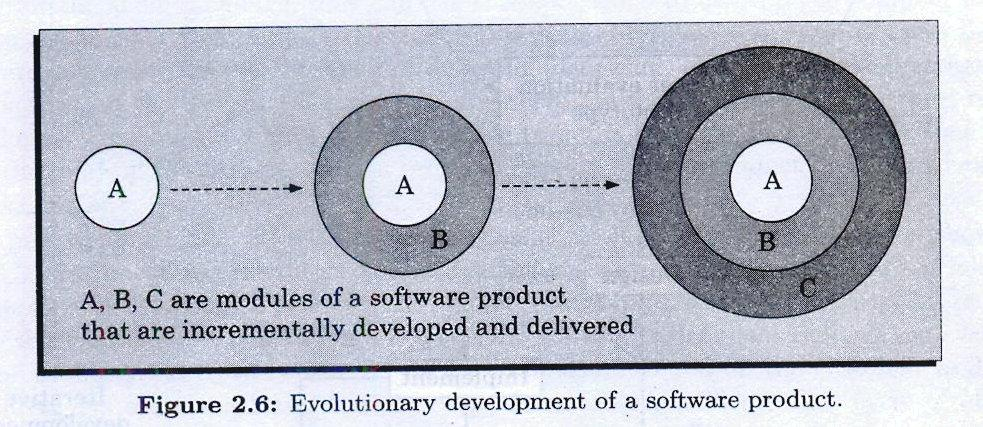 A
A
B
A
B
C
A, B, C are modules of a software product
that are incrementally developed and delivered
Figure 2.6: Evolutionary development of a software product.